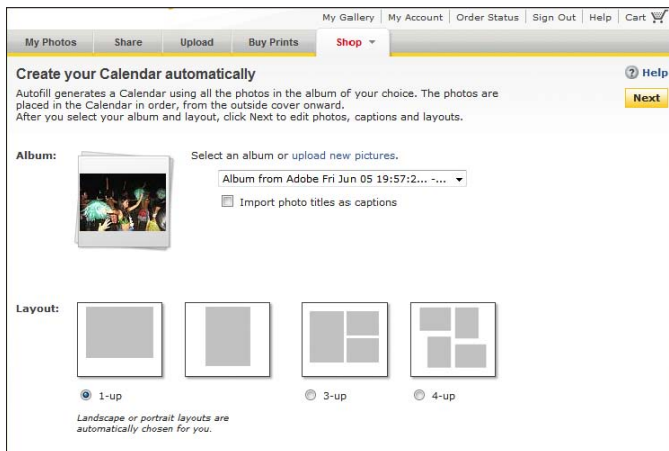 My Gallery | My Account | Order Status | Sign Out | Help | Cart
My Photos Share Upload Buy Prints Shop
Create your Calendar automatically
? Help
Autofill generates a Calendar using all the photos in the album of your choice. The photos are
placed in the Calendar in order, from the outside cover onward.
After you select your album and layout, click Next to edit photos, captions and layouts.
Next
Album:
Select an album or upload new pictures.
Album from Adobe Fri Jun 05 19:57:2... -...
Import photo titles as captions
Layout:
1-up 3-up 4-up
Landscape or portrait layouts are
automatically chosen for you.